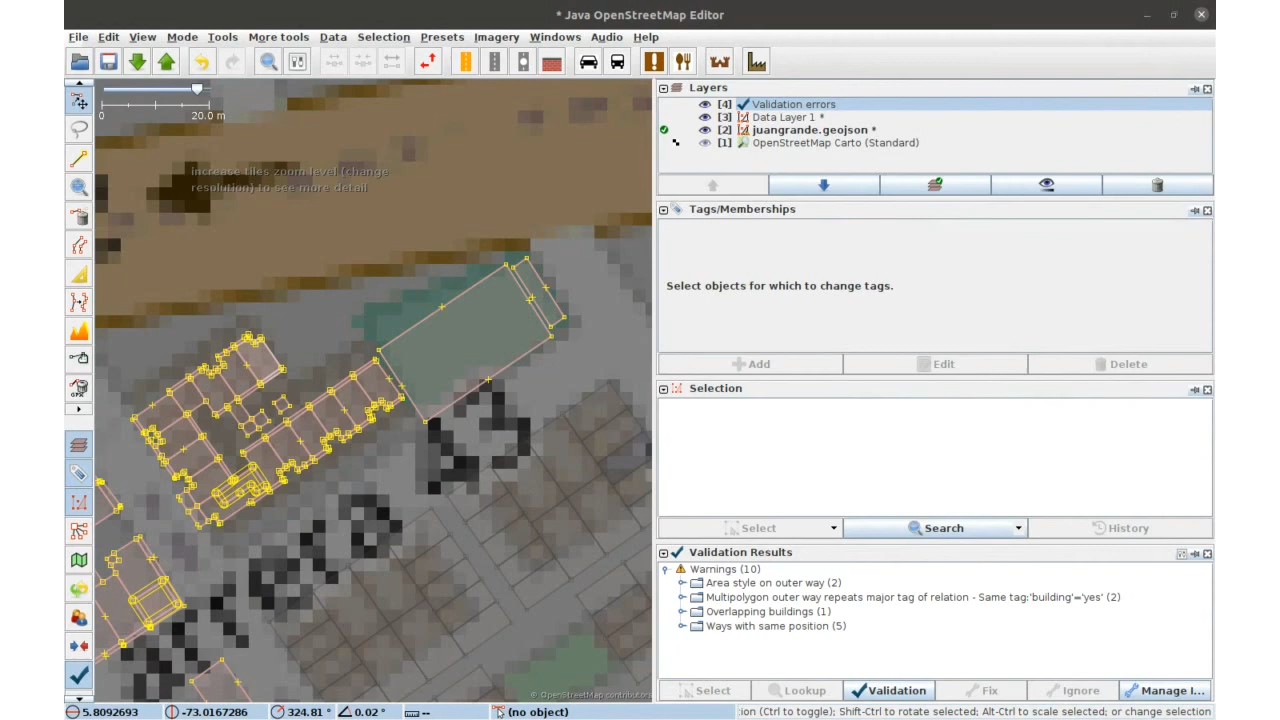 * Java OpenStreetMap Editor
File Edit View Mode Tools More tools Data Selection Presets Imagery Windows Audio Help
0 20.0 m
increase tiles zoom level (change
resolution) to see more detail
© OpenStreetMap contributor
Layers
[4] Validation errors
[3] Data Layer 1 *
[2] juangrande.geojson *
[1] OpenStreetMap Carto (Standard)
Tags/Memberships
Select objects for which to change tags.
Add Edit Delete
Selection
Select Search History
Validation Results
Warnings (10)
Area style on outer way (2)
Multipolygon outer way repeats major tag of relation - Same tag:'building'='yes' (2)
Overlapping buildings (1)
Ways with same position (5)
Select Lookup Validation Fix Ignore Manage I...
5.8092693 -73.0167286 324.81 ° 0.02 ° -- (no object) :ion (Ctrl to toggle); Shift-Ctrl to rotate selected; Alt-Ctrl to scale selected; or change selection